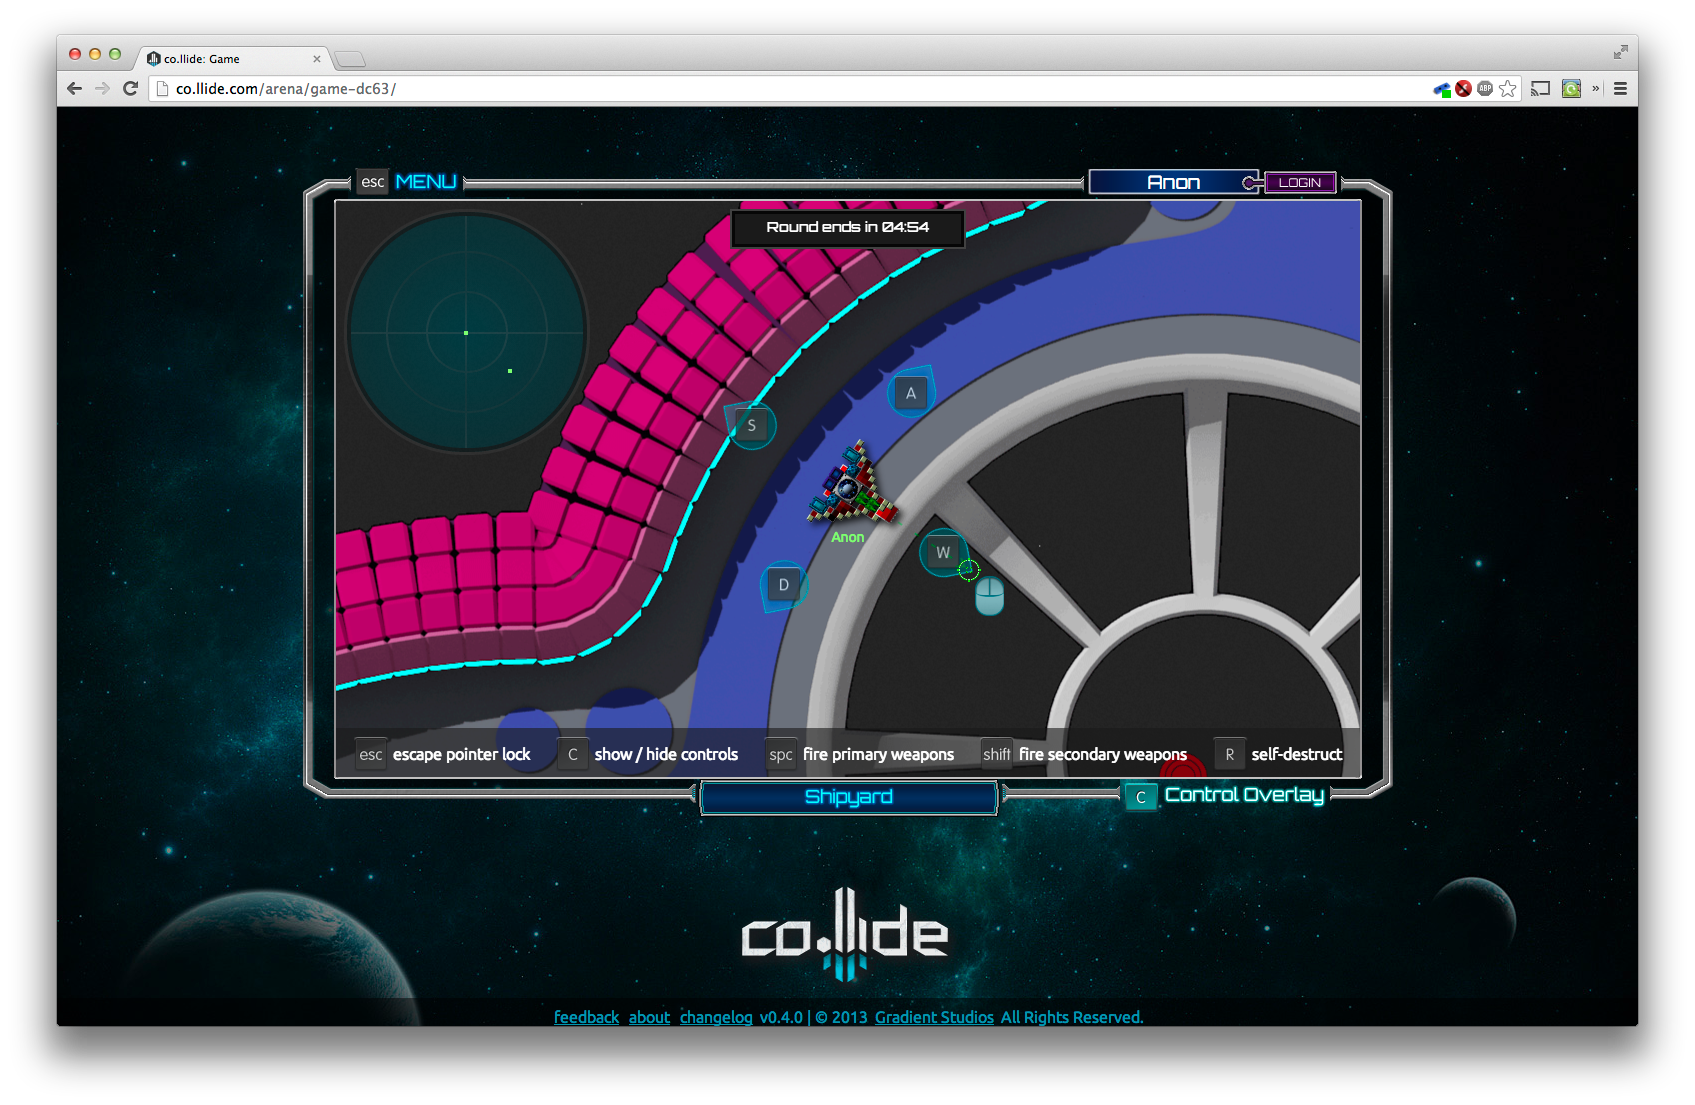 co.llide: Game
co.llide.com/arena/game-dc63/
ABP
esc MENU
Anon
LOGIN
Round ends in 04:54
A
S
Anon
W
D
esc escape pointer lock
C show / hide controls
spc fire primary weapons
shift fire secondary weapons
R self-destruct
Shipyard
C Control Overlay
co.llide
feedback about changelog v0.4.0 | © 2013 Gradient Studios All Rights Reserved.